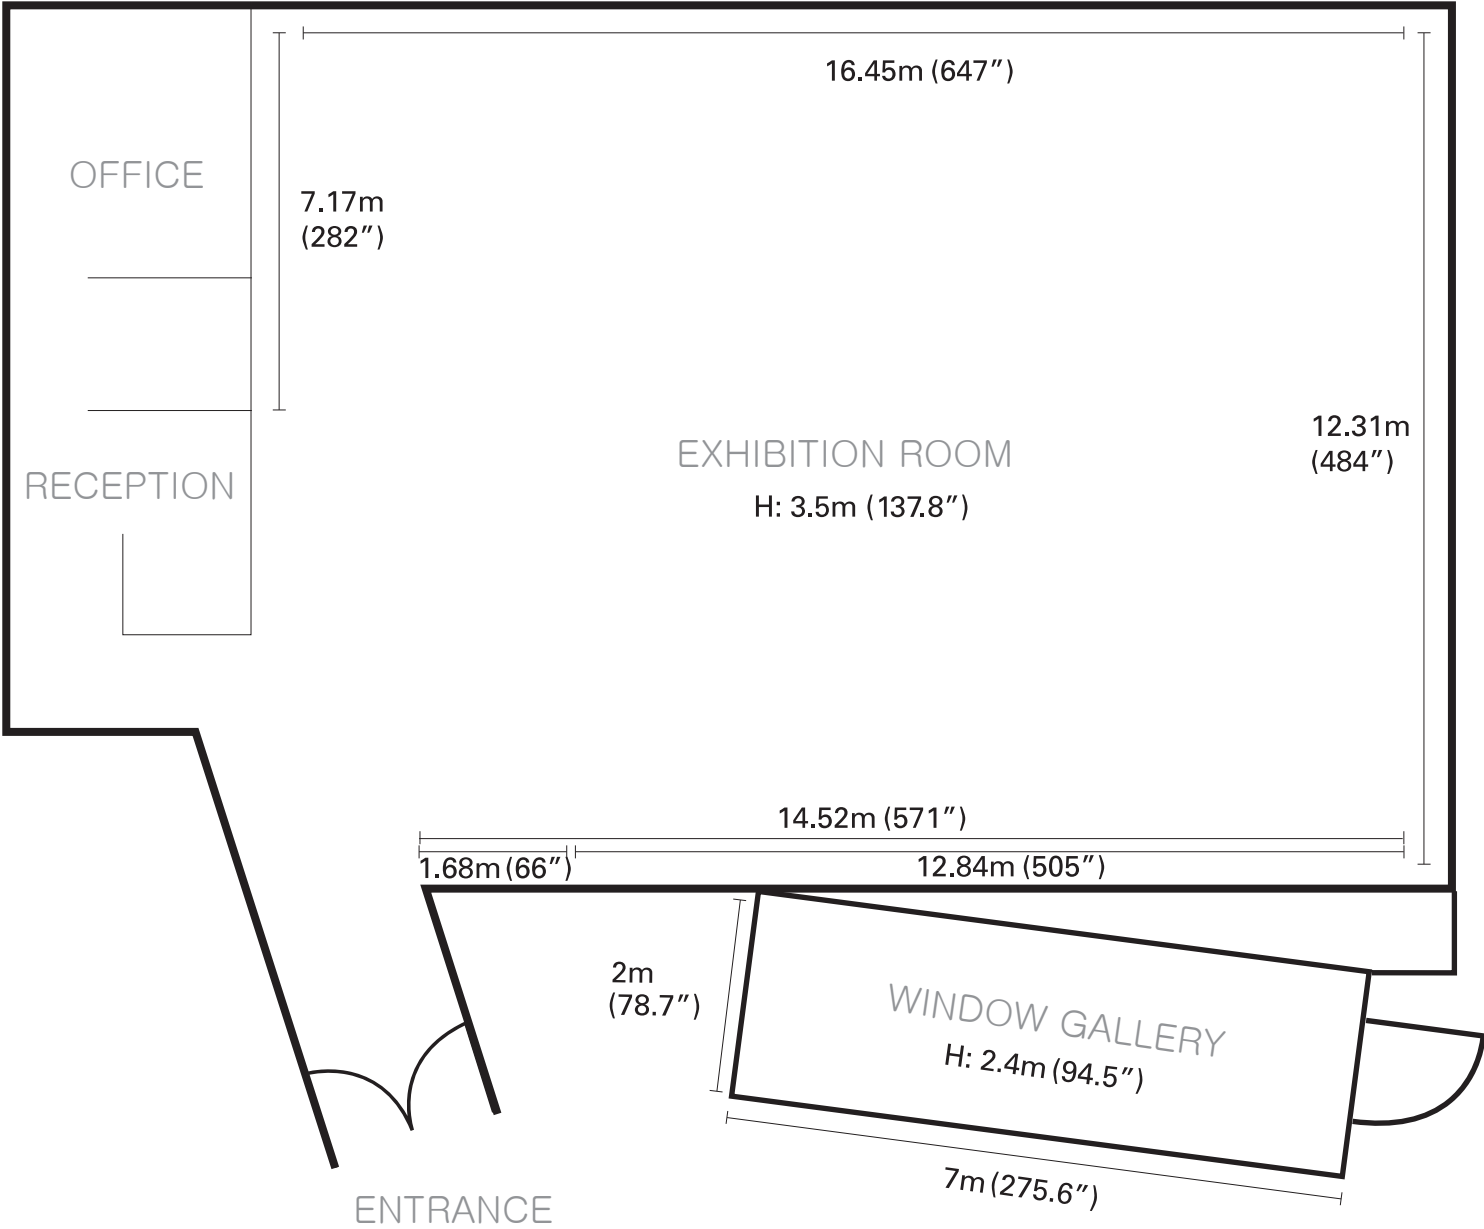 16.45m (647″)
OFFICE
7.17m
(282″)
12.31m
(484″)
EXHIBITION ROOM
H: 3.5m (137.8″)
RECEPTION
14.52m (571″)
1.68m (66″)
12.84m (505″)
2m
(78.7″)
WINDOW GALLERY
H: 2.4m (94.5″)
7m (275.6″)
ENTRANCE